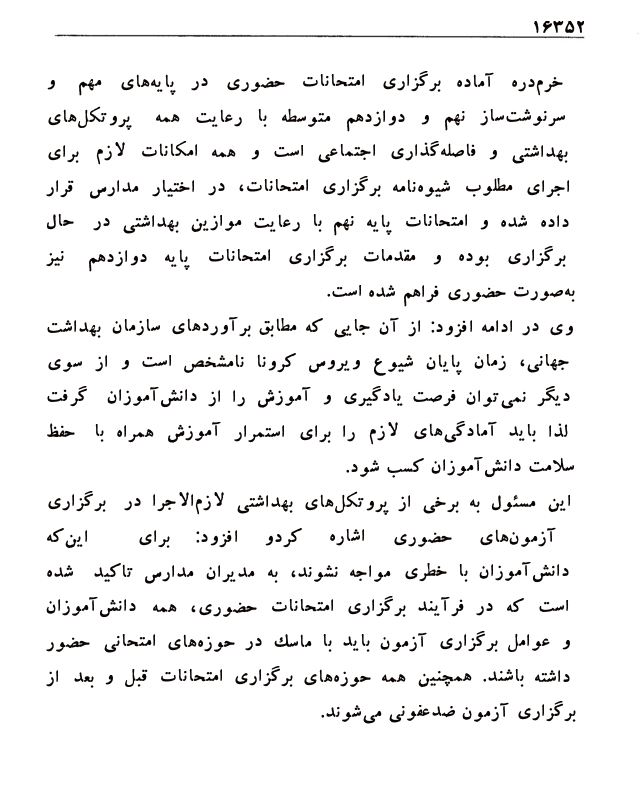 ۱۶۳۵۲
خرم‌دره آماده برگزاری امتحانات حضوری در پایه‌های مهم و
سرنوشت‌ساز نهم و دوازدهم متوسطه با رعایت همه پروتکل‌های
بهداشتی و فاصله‌گذاری اجتماعی است و همه امکانات لازم برای
اجرای مطلوب شیوه‌نامه برگزاری امتحانات، در اختیار مدارس قرار
داده شده و امتحانات پایه نهم با رعایت موازین بهداشتی در حال
برگزاری بوده و مقدمات برگزاری امتحانات پایه دوازدهم نیز
به‌صورت حضوری فراهم شده است.
وی در ادامه افزود: از آن جایی که مطابق برآوردهای سازمان بهداشت
جهانی، زمان پایان شیوع ویروس کرونا نامشخص است و از سوی
دیگر نمی‌توان فرصت یادگیری و آموزش را از دانش‌آموزان گرفت
لذا باید آمادگی‌های لازم را برای استمرار آموزش همراه با حفظ
سلامت دانش‌آموزان کسب شود.
این مسئول به برخی از پروتکل‌های بهداشتی لازم‌الاجرا در برگزاری
آزمون‌های حضوری اشاره کردو افزود: برای این‌که
دانش‌آموزان با خطری مواجه نشوند، به مدیران مدارس تاکید شده
است که در فرآیند برگزاری امتحانات حضوری، همه دانش‌آموزان
و عوامل برگزاری آزمون باید با ماسک در حوزه‌های امتحانی حضور
داشته باشند. همچنین همه حوزه‌های برگزاری امتحانات قبل و بعد از
برگزاری آزمون ضدعفونی می‌شوند.